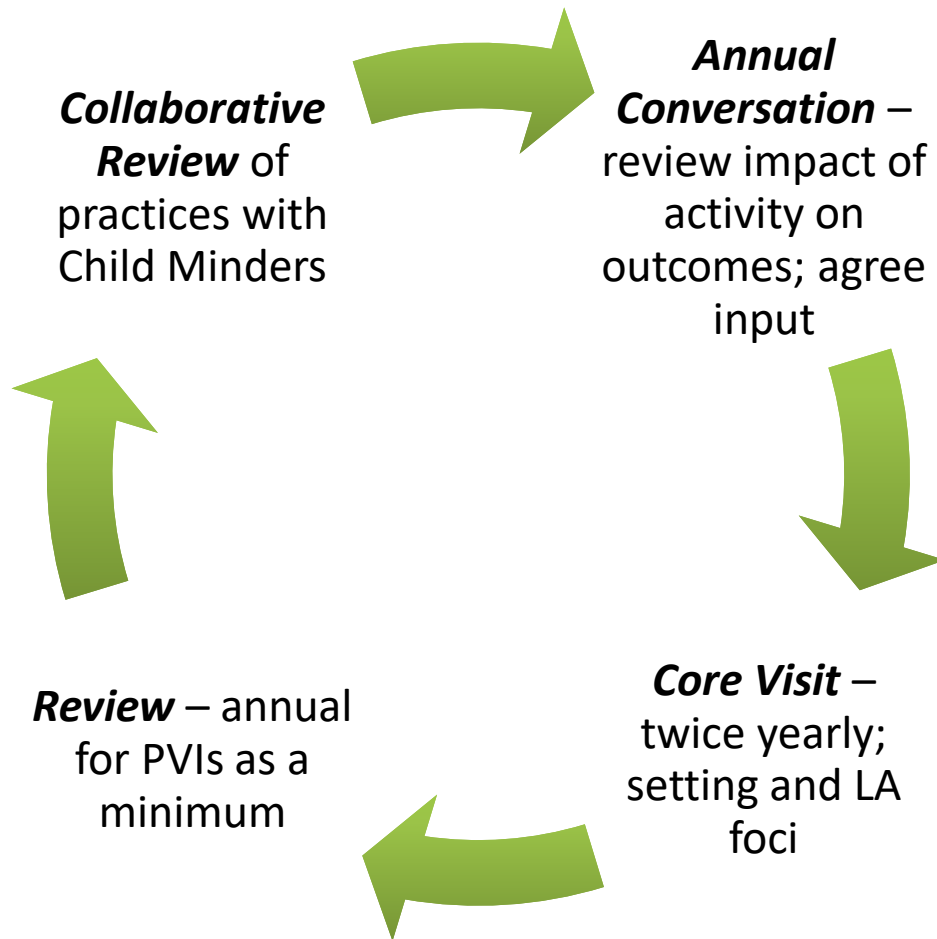 Collaborative
Review of
practices with
Child Minders
Annual
Conversation –
review impact of
activity on
outcomes; agree
input
Core Visit –
twice yearly;
setting and LA
foci
Review – annual
for PVIs as a
minimum